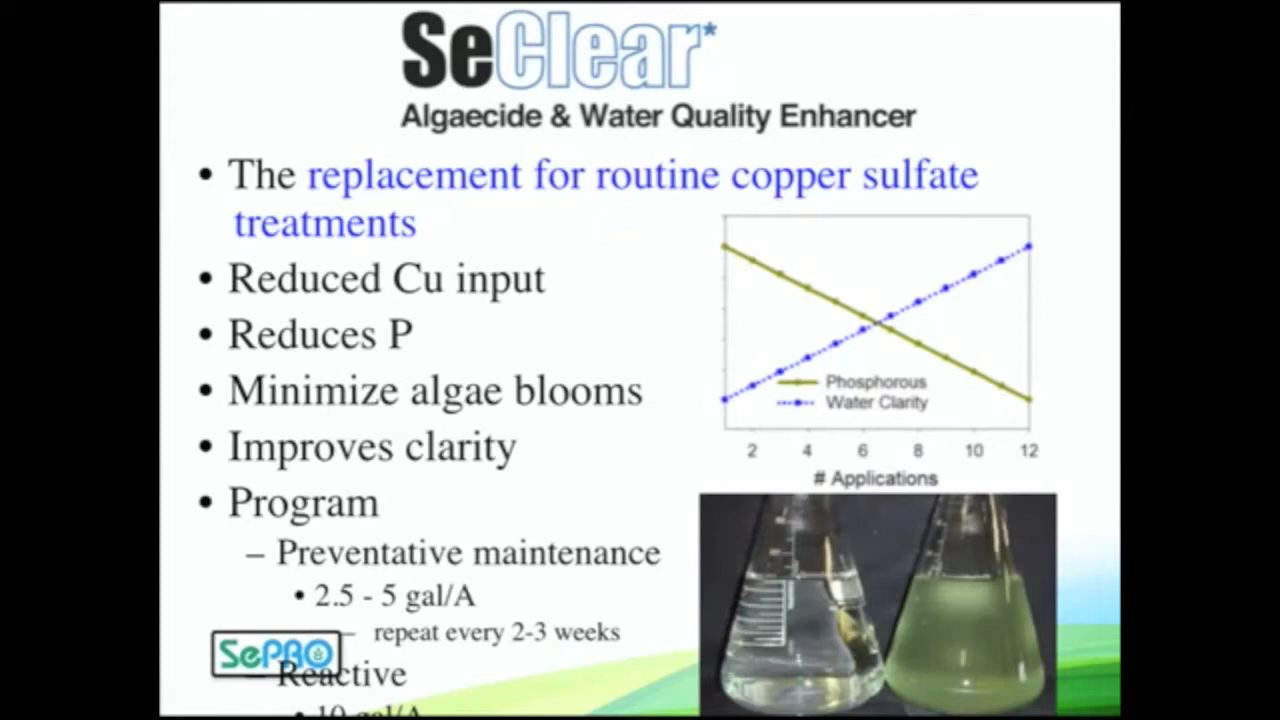 SeClear*
Algaecide & Water Quality Enhancer
• The replacement for routine copper sulfate
treatments
• Reduced Cu input
• Reduces P
• Minimize algae blooms
• Improves clarity
• Program
– Preventative maintenance
• 2.5 - 5 gal/A
– repeat every 2-3 weeks
– Reactive
• 10 gal/A
SePRO
Phosphorous
Water Clarity
2 4 6 8 10 12
# Applications